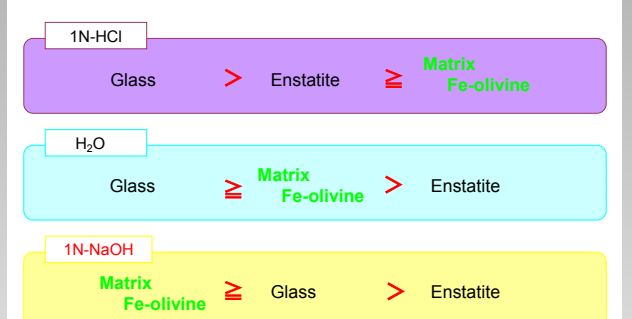 1N-HCl
Glass > Enstatite ≧ Matrix
Fe-olivine
H₂O
Glass ≧ Matrix
Fe-olivine > Enstatite
1N-NaOH
Matrix
Fe-olivine ≧ Glass > Enstatite